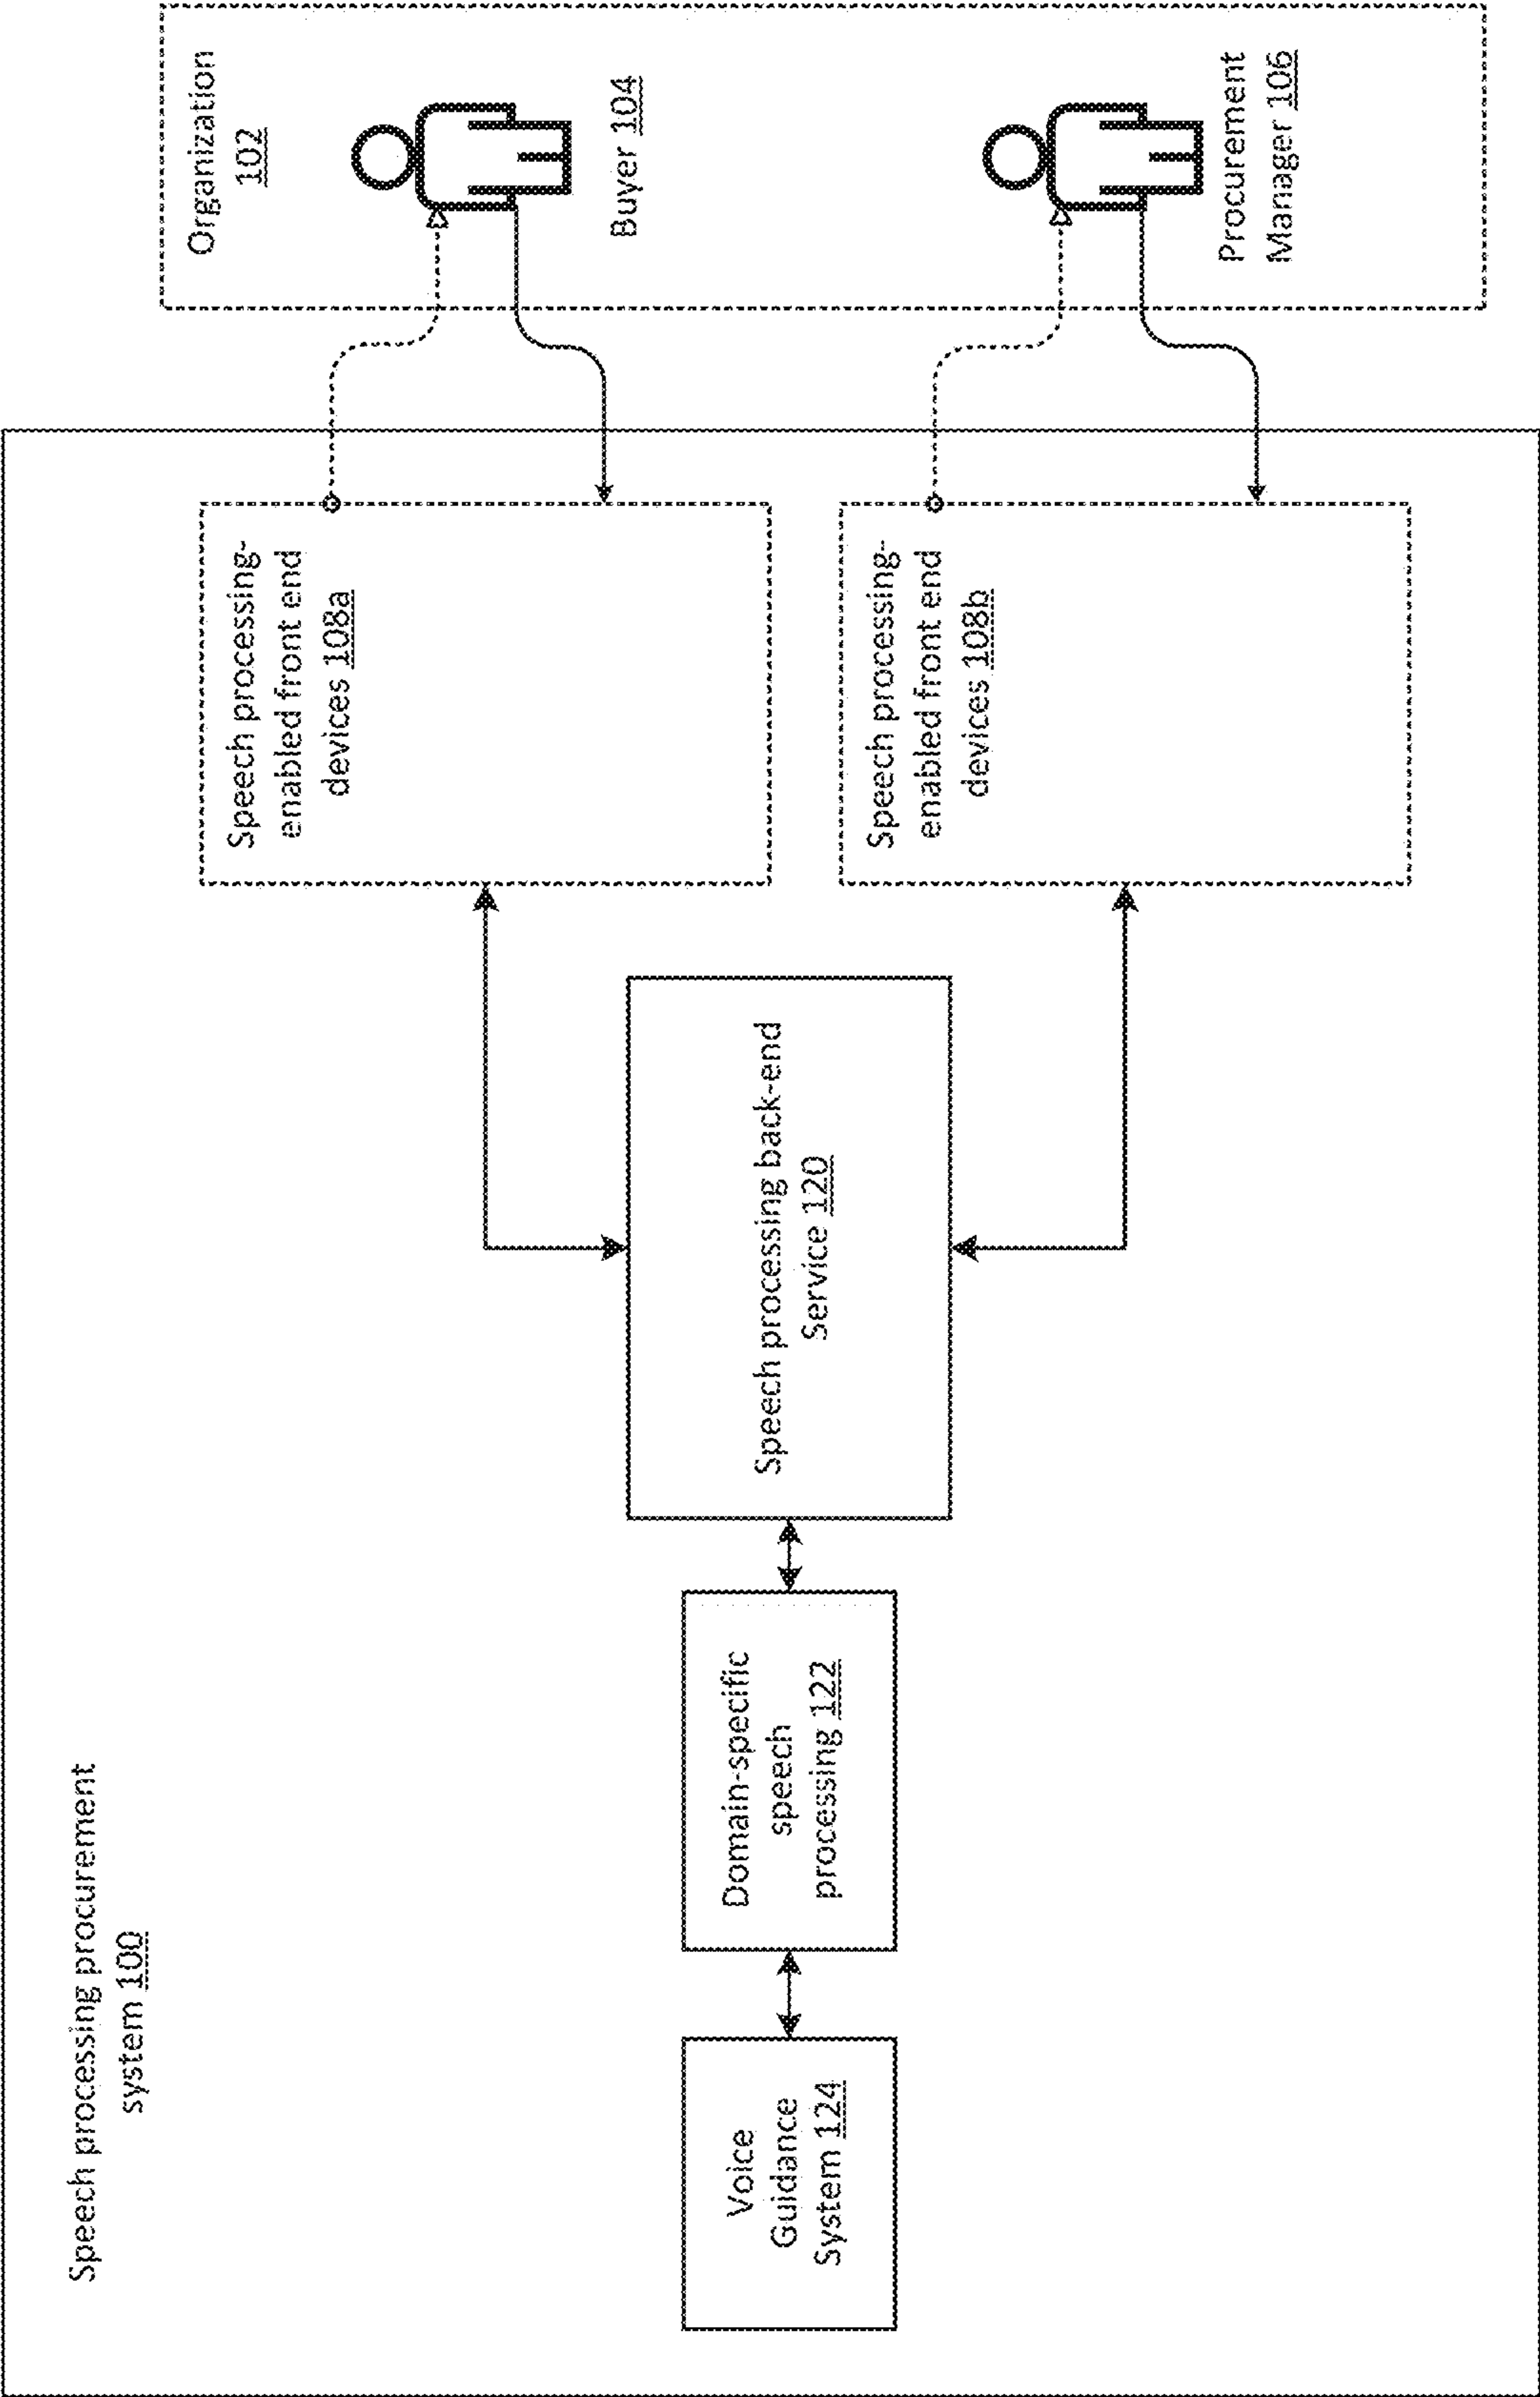 Speech processing procurement
system 100
Organization
102
Speech processing-
enabled front end
devices 108a
Buyer 104
Voice
Guidance
System 124
Domain-specific
speech
processing 122
Speech processing back-end
Service 120
Speech processing-
enabled front end
devices 108b
Procurement
Manager 106